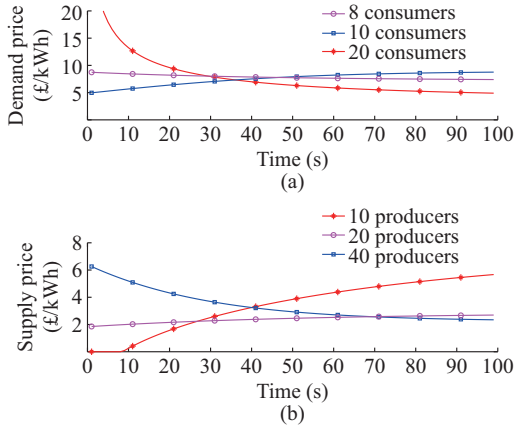 Demand price
(£/kWh)
20
15
10
5
0 10 20 30 40 50 60 70 80 90 100
8 consumers
10 consumers
20 consumers
Time (s)
(a)
Supply price
(£/kWh)
8
6
4
2
0 10 20 30 40 50 60 70 80 90 100
10 producers
20 producers
40 producers
Time (s)
(b)